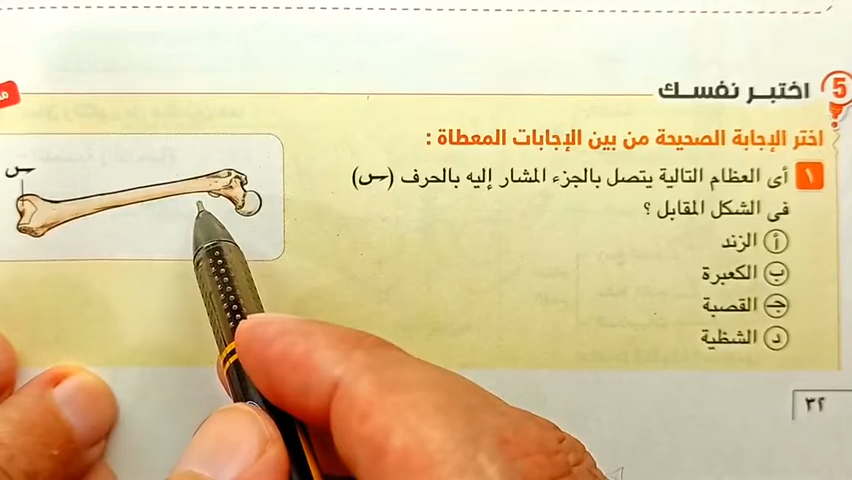 5 اختبر نفسك
اختر الإجابة الصحيحة من بين الإجابات المعطاة :
١ أى العظام التالية يتصل بالجزء المشار إليه بالحرف (س)
فى الشكل المقابل ؟
أ الزند
ب الكعبرة
ج القصبة
د الشظية
س
٣٢